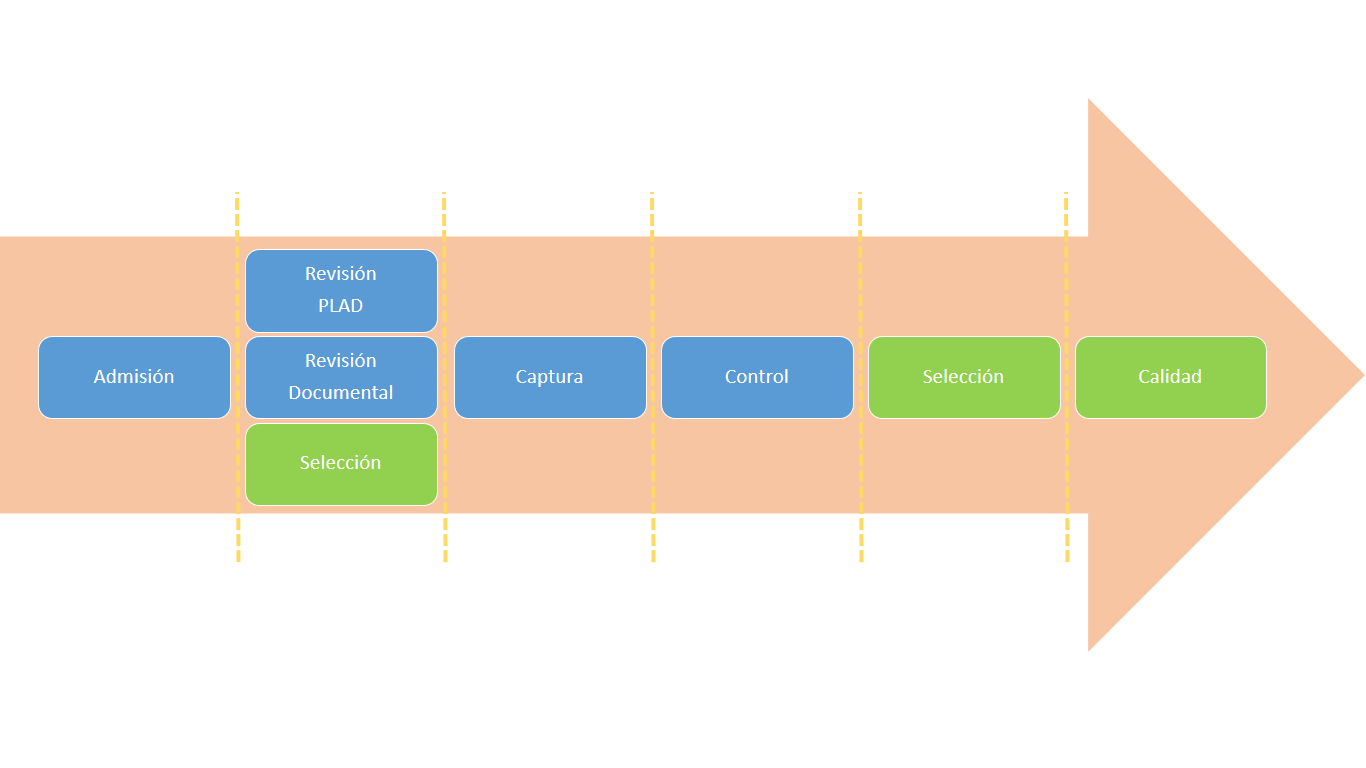 Admisión
Revisión
PLAD
Revisión
Documental
Selección
Captura
Control
Selección
Calidad